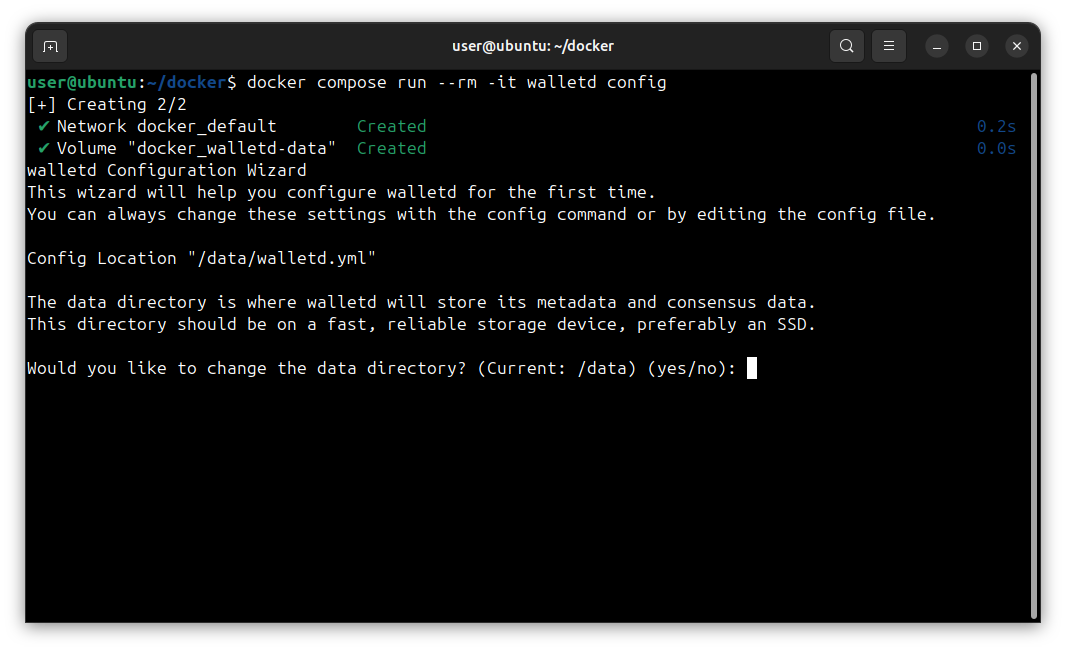 user@ubuntu: ~/docker
user@ubuntu:~/docker$ docker compose run --rm -it walletd config
[+] Creating 2/2
✔ Network docker_default Created 0.2s
✔ Volume "docker_walletd-data" Created 0.0s
walletd Configuration Wizard
This wizard will help you configure walletd for the first time.
You can always change these settings with the config command or by editing the config file.
Config Location "/data/walletd.yml"
The data directory is where walletd will store its metadata and consensus data.
This directory should be on a fast, reliable storage device, preferably an SSD.
Would you like to change the data directory? (Current: /data) (yes/no):